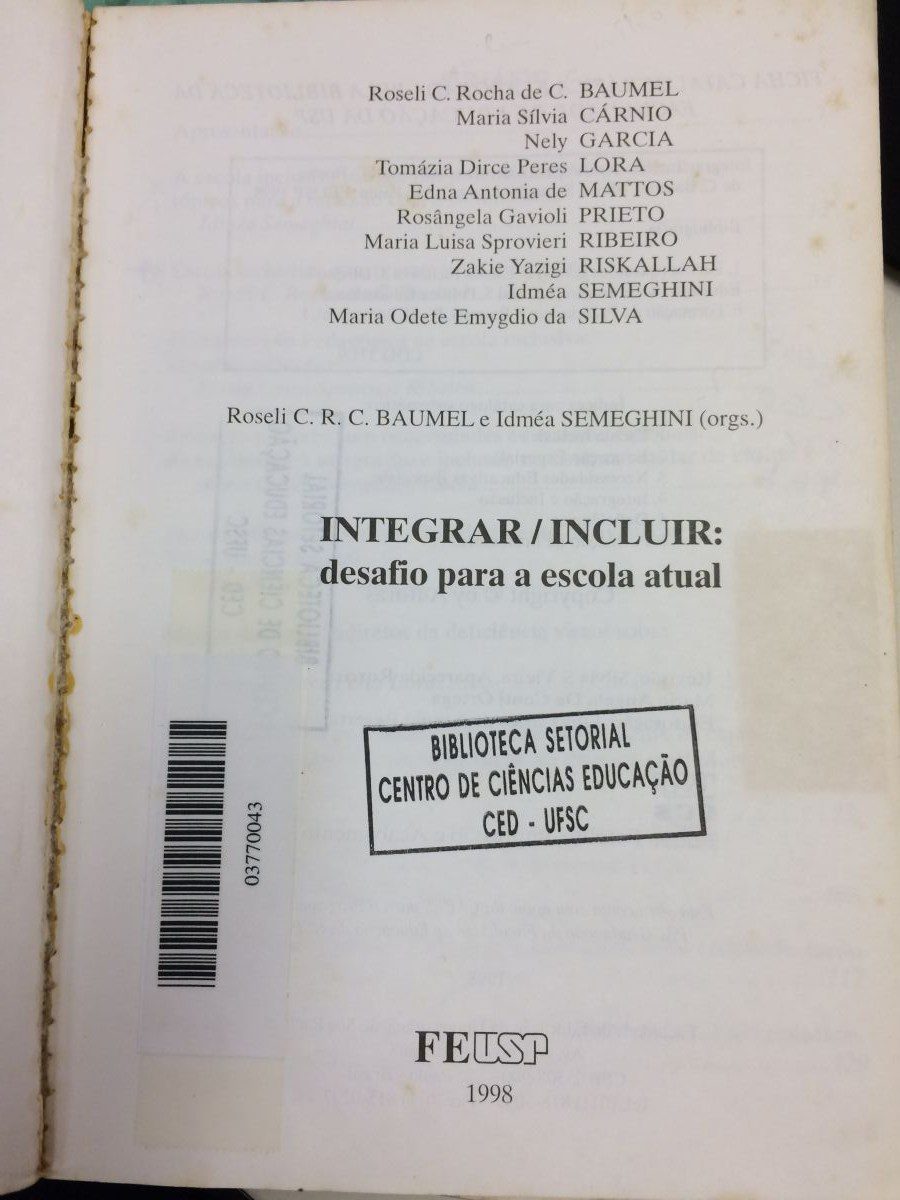 Roseli C. Rocha de C. BAUMEL
Maria Sílvia CÁRNIO
Nely GARCIA
Tomázia Dirce Peres LORA
Edna Antonia de MATTOS
Rosângela Gavioli PRIETO
Maria Luisa Sprovieri RIBEIRO
Zakie Yazigi RISKALLAH
Idméa SEMEGHINI
Maria Odete Emygdio da SILVA
Roseli C. R. C. BAUMEL e Idméa SEMEGHINI (orgs.)
INTEGRAR / INCLUIR:
desafio para a escola atual
BIBLIOTECA SETORIAL
CENTRO DE CIÊNCIAS EDUCAÇÃO
CED - UFSC
03770043
FEUSP
1998